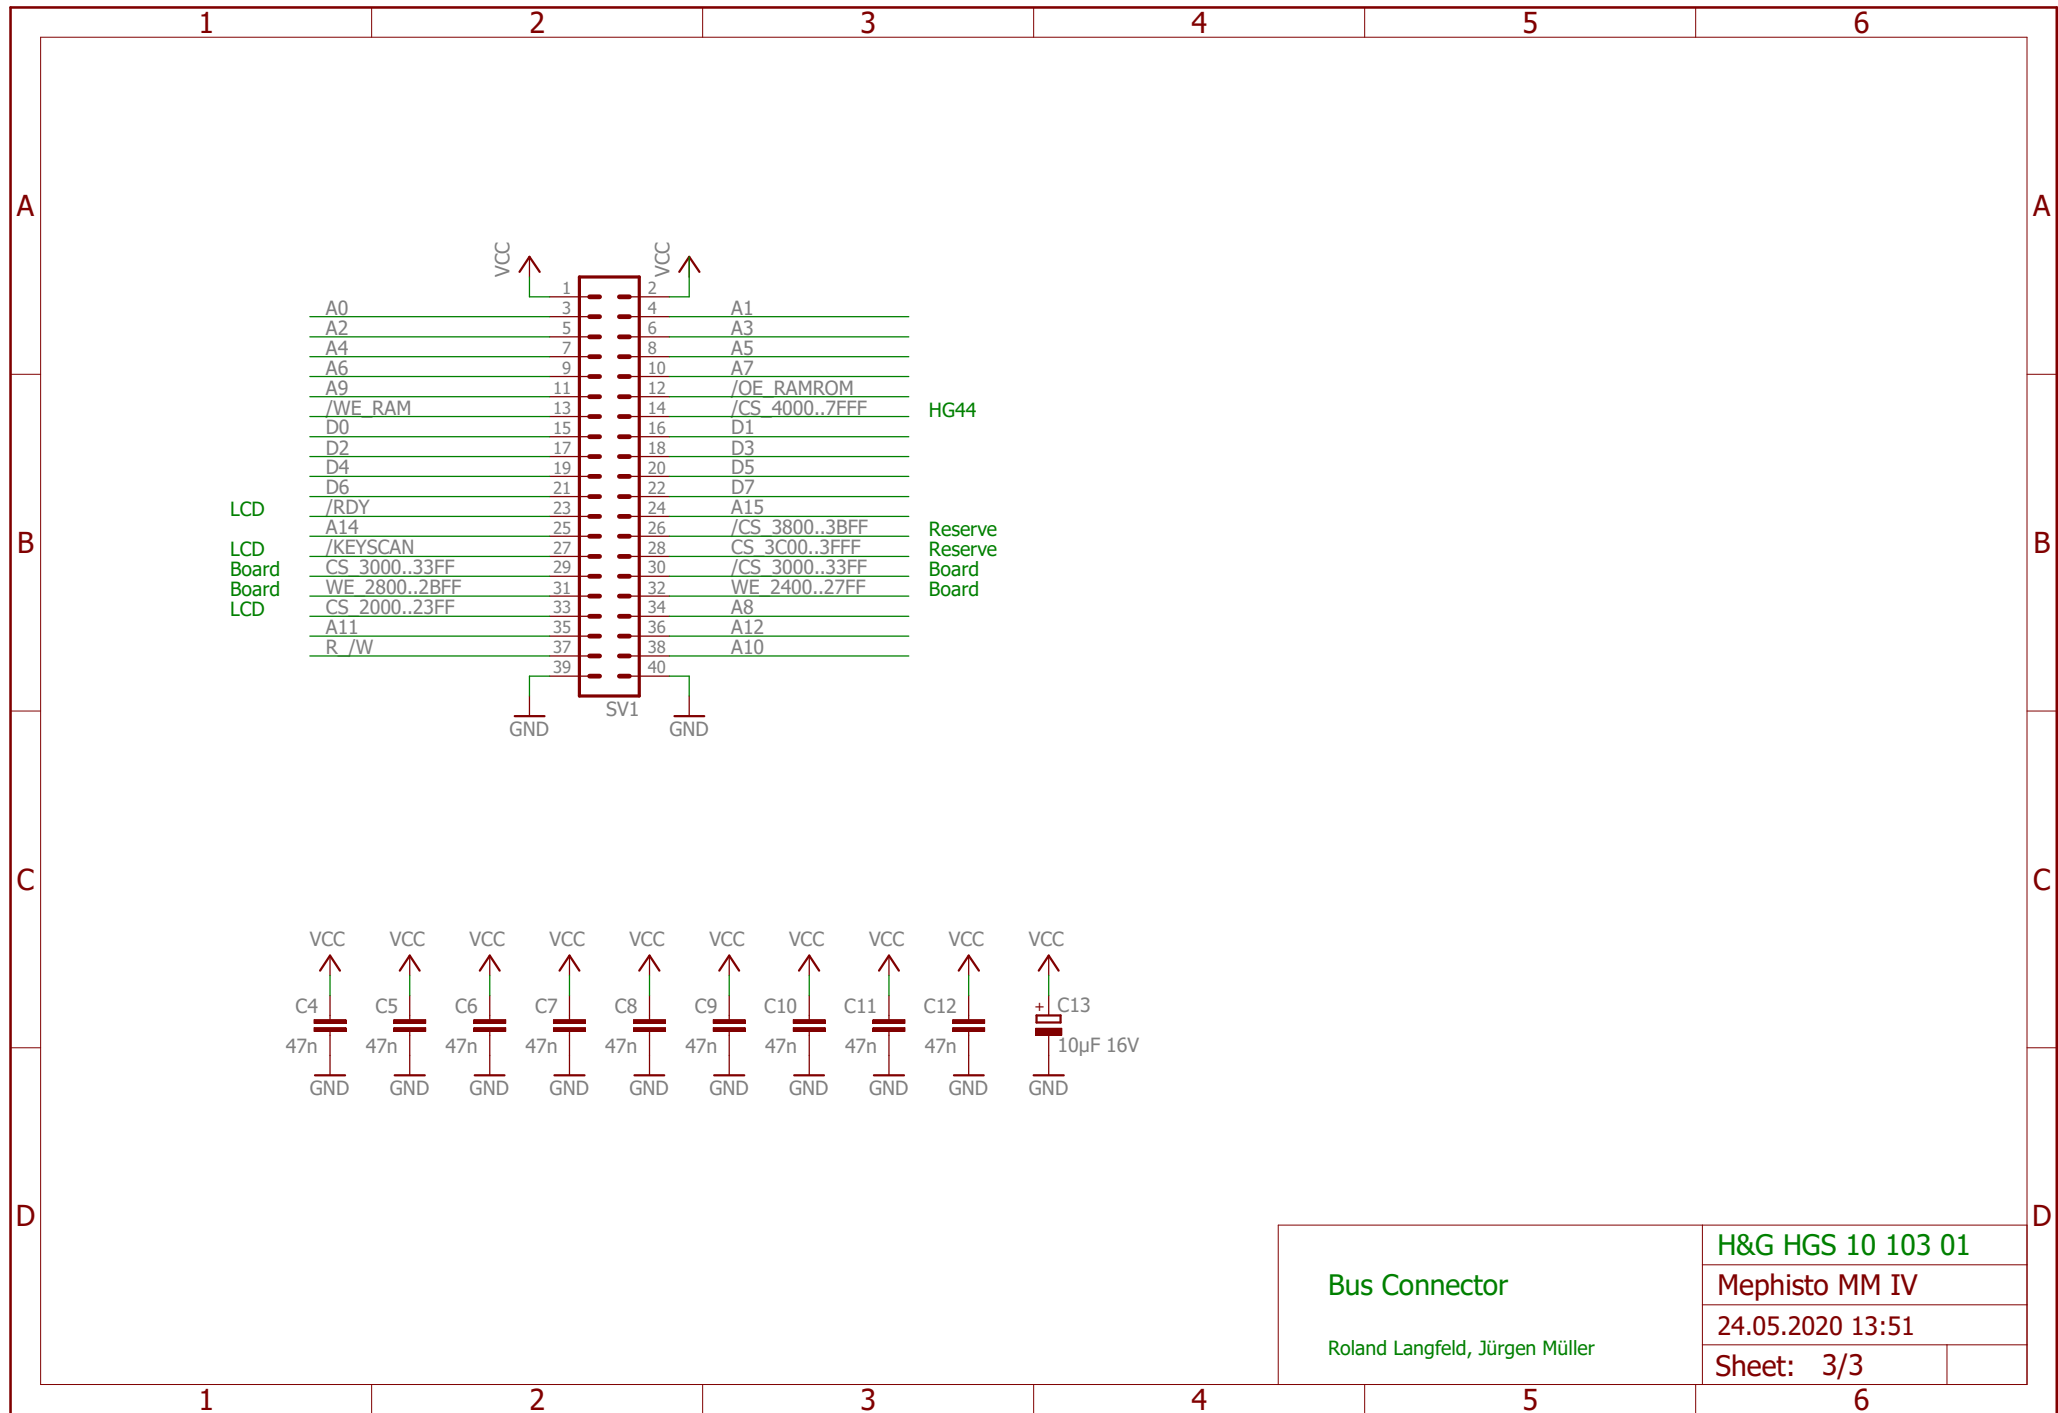 1 2 3 4 5 6
A A
VCC VCC
1 2
A0 3 4 A1
A2 5 6 A3
A4 7 8 A5
A6 9 10 A7
A9 11 12 /OE_RAMROM
/WE_RAM 13 14 /CS_4000..7FFF HG44
D0 15 16 D1
D2 17 18 D3
D4 19 20 D5
D6 21 22 D7
LCD /RDY 23 24 A15
A14 25 26 /CS_3800..3BFF Reserve
B B
LCD /KEYSCAN 27 28 CS_3C00..3FFF Reserve
Board CS_3000..33FF 29 30 /CS_3000..33FF Board
Board WE_2800..2BFF 31 32 WE_2400..27FF Board
LCD CS_2000..23FF 33 34 A8
A11 35 36 A12
R_/W 37 38 A10
39 40
SV1
GND GND
C C
VCC VCC VCC VCC VCC VCC VCC VCC VCC VCC
C4 C5 C6 C7 C8 C9 C10 C11 C12 + C13
47n 47n 47n 47n 47n 47n 47n 47n 47n 10µF 16V
GND GND GND GND GND GND GND GND GND GND
D D
H&G HGS 10 103 01
Bus Connector
Mephisto MM IV
24.05.2020 13:51
Roland Langfeld, Jürgen Müller
Sheet: 3/3
1 2 3 4 5 6